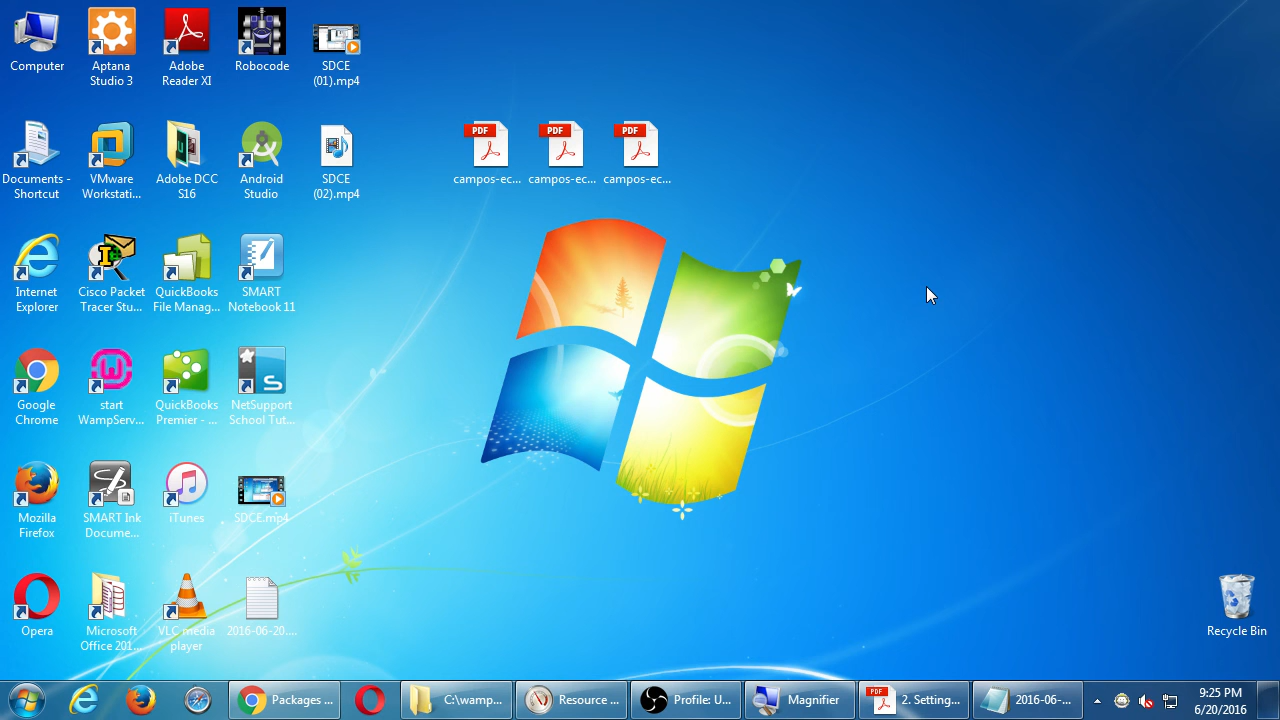 Computer
Aptana
Studio 3
Adobe
Reader XI
Robocode
SDCE
(01).mp4
Documents -
Shortcut
VMware
Workstati...
Adobe DCC
S16
Android
Studio
SDCE
(02).mp4
PDF
campos-ec...
PDF
campos-ec...
PDF
campos-ec...
Internet
Explorer
Cisco Packet
Tracer Stu...
QuickBooks
File Manag...
SMART
Notebook 11
Google
Chrome
start
WampServ...
QuickBooks
Premier - ...
NetSupport
School Tut...
Mozilla
Firefox
SMART Ink
Docume...
iTunes
SDCE.mp4
Opera
Microsoft
Office 201...
VLC media
player
2016-06-20....
Recycle Bin
Packages ...
C:\wamp...
Resource ...
Profile: U...
Magnifier
PDF
2. Setting...
2016-06-...
9:25 PM
6/20/2016